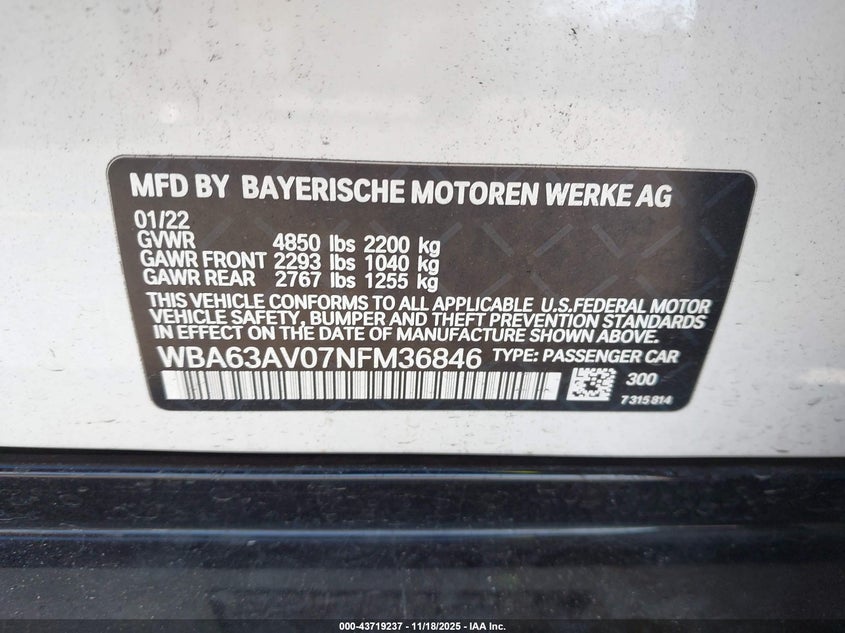 MFD BY BAYERISCHE MOTOREN WERKE AG
01/22
GVWR 4850 lbs 2200 kg
GAWR FRONT 2293 lbs 1040 kg
GAWR REAR 2767 lbs 1255 kg
THIS VEHICLE CONFORMS TO ALL APPLICABLE U.S.FEDERAL MOTOR
VEHICLE SAFETY, BUMPER AND THEFT PREVENTION STANDARDS
IN EFFECT ON THE DATE OF MANUFACTURE SHOWN ABOVE.
WBA63AV07NFM36846 TYPE: PASSENGER CAR
300
7 315 814
000-43719237 - 11/18/2025 - IAA Inc.